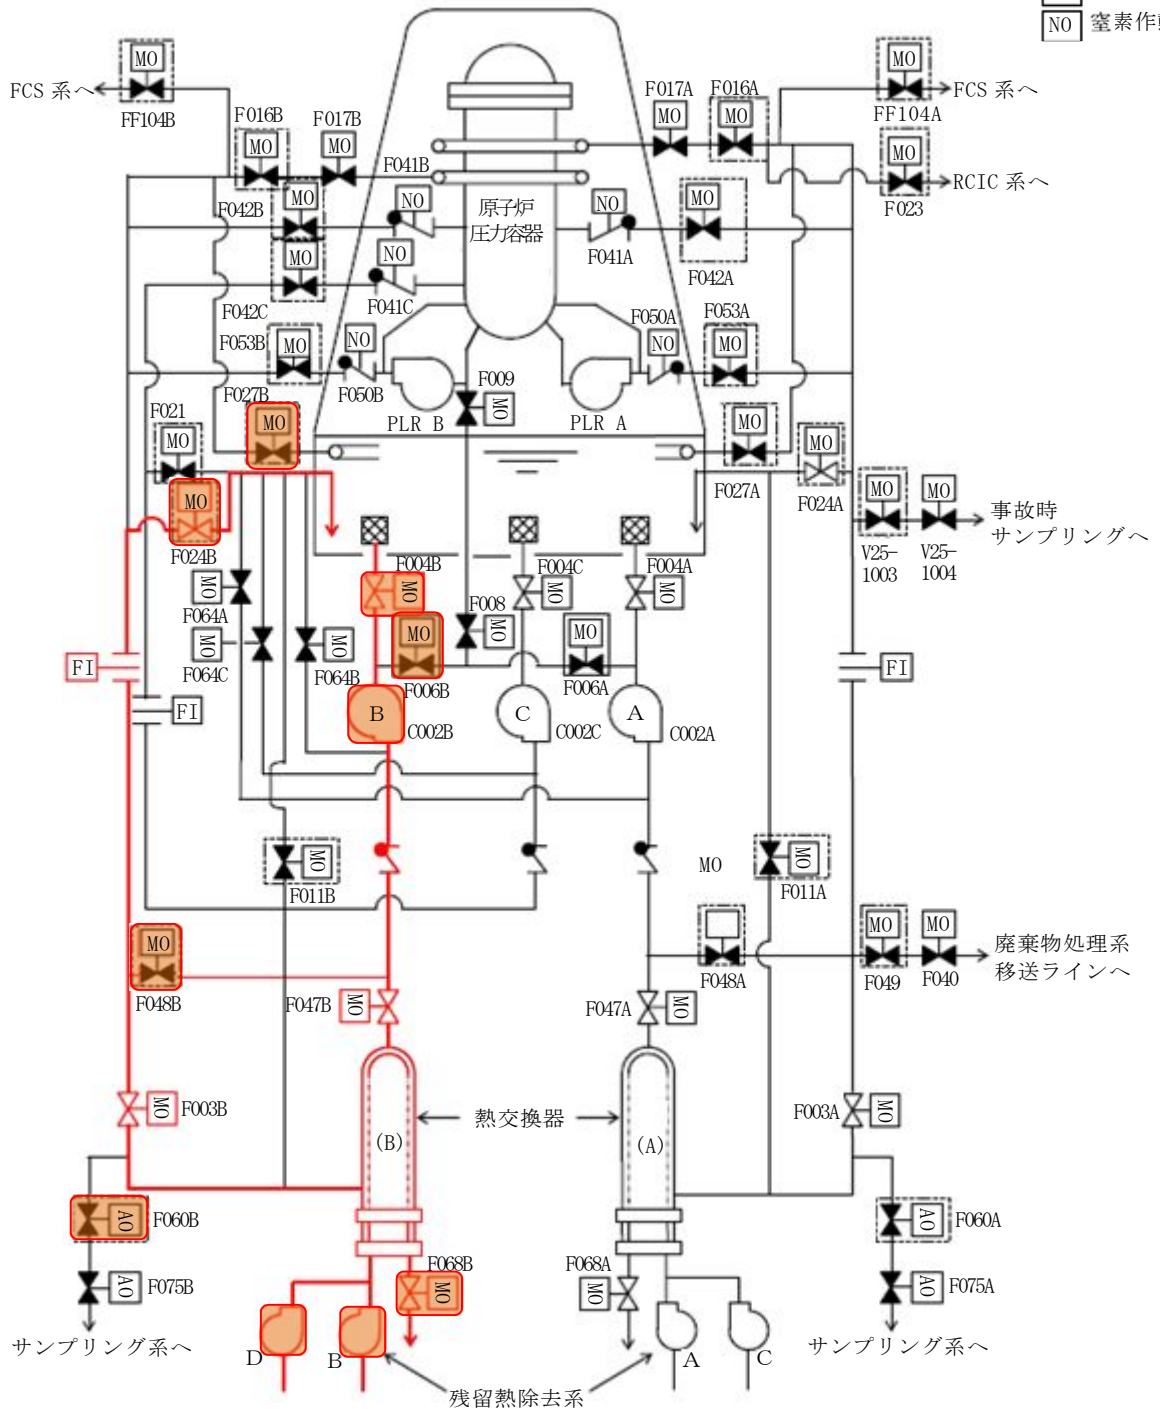 NO 窒素作動
MO
MO
FCS 系へ
FCS 系へ
FF104B
FF104A
F016B
F017B
F017A
F016A
MO
MO
MO
MO
MO
RCIC 系へ
F023
F041B
F042B
MO
NO
原子炉
圧力容器
NO
MO
F041A
F042A
MO
NO
F042C
F041C
F053B
MO
NO
F050B
F050A
NO
F053A
MO
F027B
MO
PLR B
F009
MO
PLR A
F021
MO
MO
F027A
MO
F024A
MO
F024B
MO
MO
V25-
1003
V25-
1004
事故時
サンプリングへ
F004B
MO
F004C
MO
F004A
MO
MO
F064A
MO
F064C
MO
F064B
MO
F006B
F008
MO
MO
F006A
FI
FI
FI
B
C002B
C
C002C
A
C002A
MO
F011B
MO
MO
F011A
MO
F048B
F048A
MO
F049
MO
F040
廃棄物処理系
移送ラインへ
F047B
MO
F047A
MO
MO
F003B
熱交換器
(B)
(A)
F003A
MO
AO
F060B
AO
F060A
AO
F075B
F068B
MO
F068A
MO
AO
F075A
サンプリング系へ
サンプリング系へ
D
B
A
C
残留熱除去系